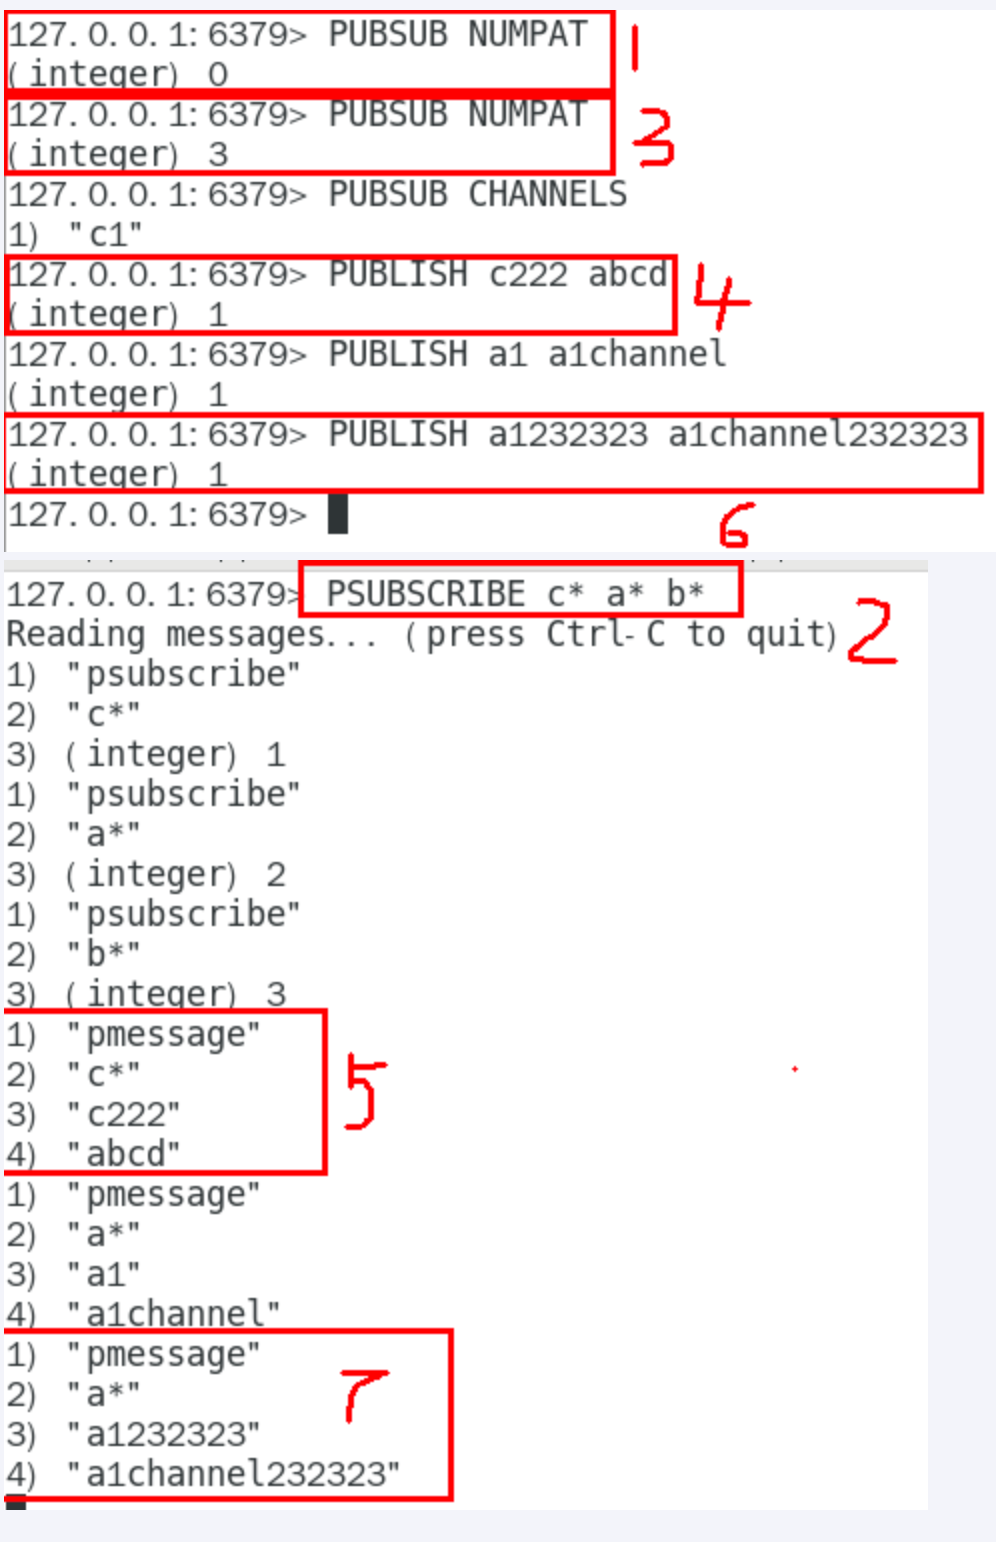 127.0.0.1:6379> PUBSUB NUMPAT
1
(integer) 0
127.0.0.1:6379> PUBSUB NUMPAT
3
(integer) 3
127.0.0.1:6379> PUBSUB CHANNELS
1) "c1"
127.0.0.1:6379> PUBLISH c222 abcd
4
(integer) 1
127.0.0.1:6379> PUBLISH a1 a1channel
(integer) 1
127.0.0.1:6379> PUBLISH a1232323 a1channel232323
(integer) 1
127.0.0.1:6379>
6
127.0.0.1:6379> PSUBSCRIBE c* a* b*
2
Reading messages... (press Ctrl-C to quit)
1) "psubscribe"
2) "c*"
3) (integer) 1
1) "psubscribe"
2) "a*"
3) (integer) 2
1) "psubscribe"
2) "b*"
3) (integer) 3
1) "pmessage"
2) "c*"
5
3) "c222"
4) "abcd"
1) "pmessage"
2) "a*"
3) "a1"
4) "a1channel"
1) "pmessage"
2) "a*"
7
3) "a1232323"
4) "a1channel232323"